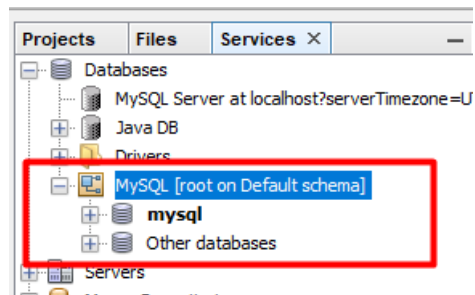 Projects Files Services ×
Databases
MySQL Server at localhost?serverTimezone=U
Java DB
Drivers
MySQL [root on Default schema]
mysql
Other databases
Servers